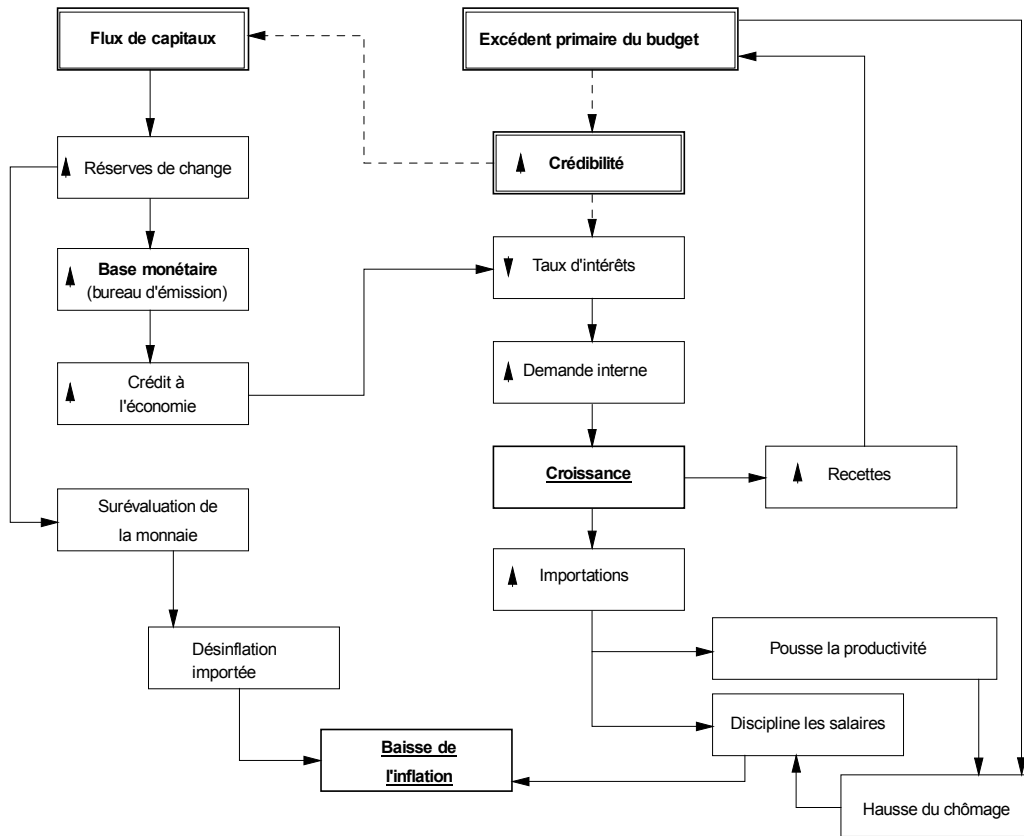 Flux de capitaux
Excédent primaire du budget
Réserves de change
Crédibilité
Base monétaire
(bureau d'émission)
Taux d'intérêts
Crédit à
l'économie
Demande interne
Croissance
Recettes
Surévaluation de
la monnaie
Importations
Désinflation
importée
Pousse la productivité
Discipline les salaires
Baisse de
l'inflation
Hausse du chômage